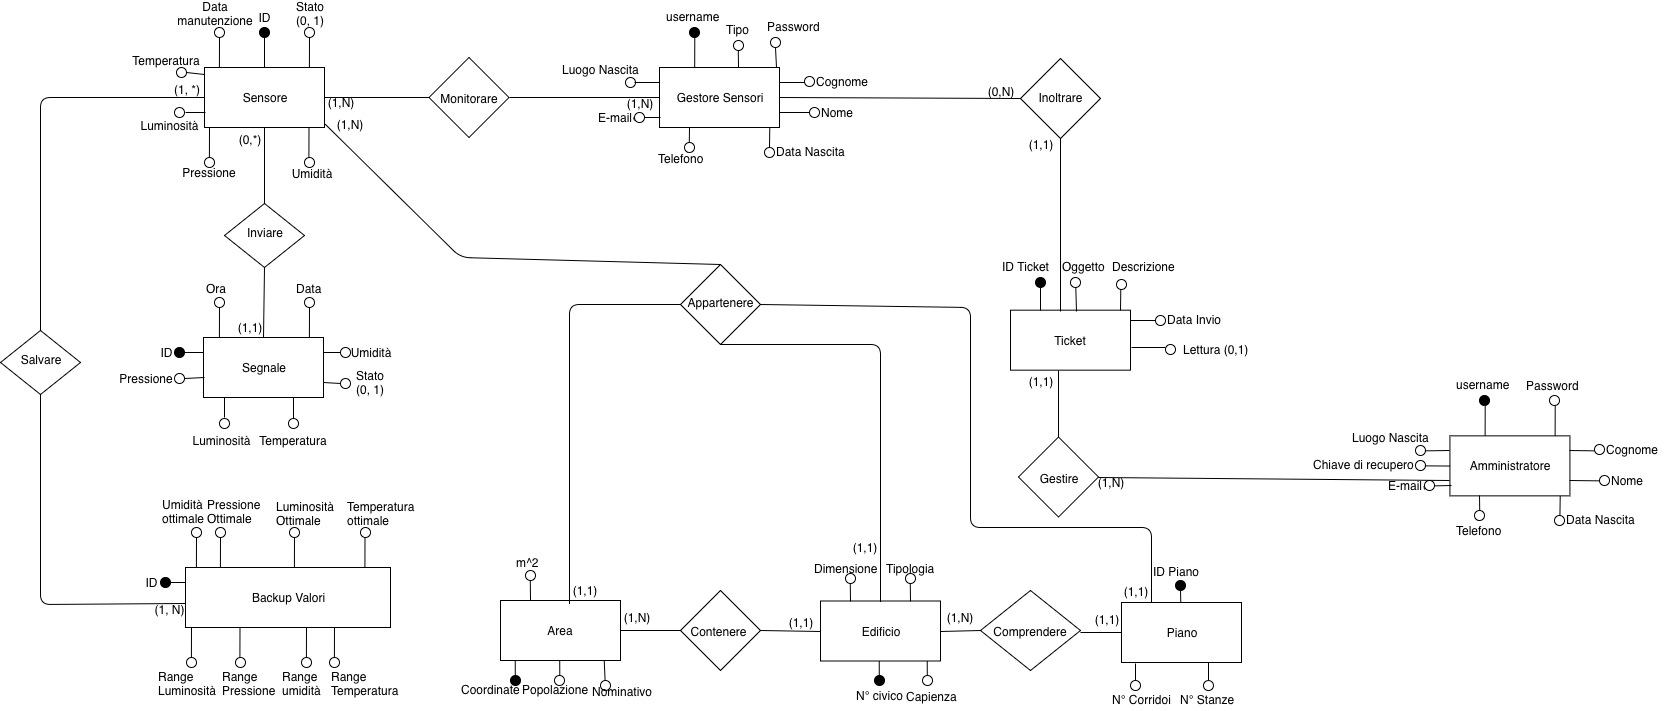 Data
manutenzione
ID
Stato
(0, 1)
Temperatura
(1, *)
Luminosità
Sensore
(1,N)
(1,N)
(0,*)
Pressione
Umidità
Monitorare
username
Tipo
Password
Luogo Nascita
(1,N)
E-mail
Gestore Sensori
Cognome
Nome
Telefono
Data Nascita
(0,N)
Inoltrare
(1,1)
Inviare
Ora
Data
(1,1)
ID
Pressione
Segnale
Umidità
Stato
(0, 1)
Luminosità
Temperatura
Salvare
Appartenere
ID Ticket
Oggetto
Descrizione
Ticket
Data Invio
Lettura (0,1)
(1,1)
Gestire
(1,N)
username
Password
Luogo Nascita
Chiave di recupero
E-mail
Amministratore
Cognome
Nome
Telefono
Data Nascita
Umidità
ottimale
Pressione
Ottimale
Luminosità
Ottimale
Temperatura
ottimale
ID
(1, N)
Backup Valori
Range
Luminosità
Range
Pressione
Range
umidità
Range
Temperatura
m^2
(1,1)
Area
(1,N)
Coordinate
Popolazione
Nominativo
Contenere
(1,1)
(1,1)
Dimensione
Tipologia
Edificio
(1,N)
N° civico
Capienza
Comprendere
(1,1)
(1,1)
ID Piano
Piano
N° Corridoi
N° Stanze